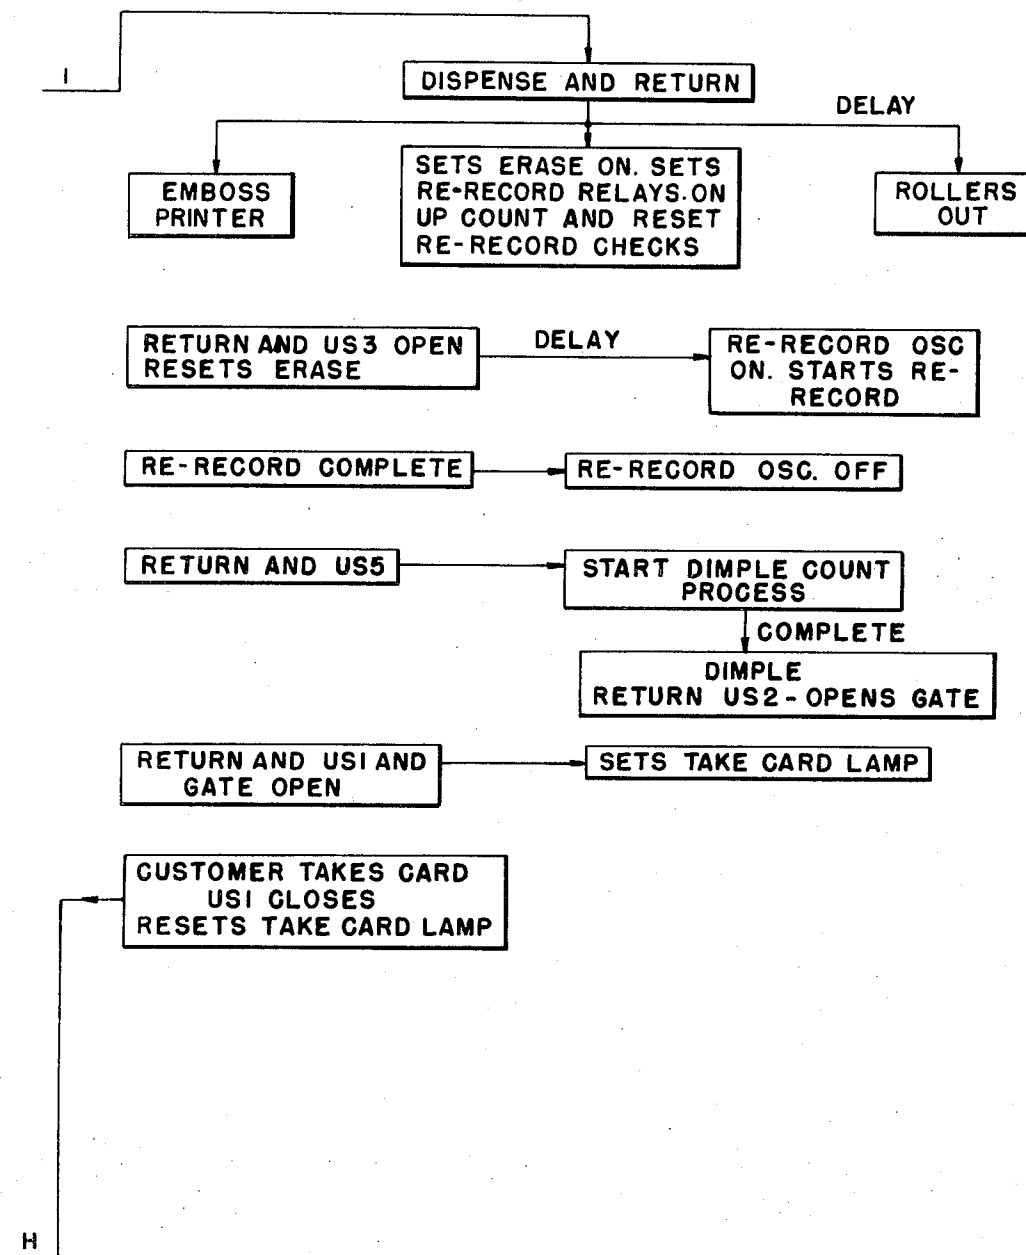 I
DISPENSE AND RETURN
DELAY
EMBOSS
PRINTER
SETS ERASE ON. SETS
RE-RECORD RELAYS. ON
UP COUNT AND RESET
RE-RECORD CHECKS
ROLLERS
OUT
RETURN AND US3 OPEN
RESETS ERASE
DELAY
RE-RECORD OSC
ON. STARTS RE-
RECORD
RE-RECORD COMPLETE
RE-RECORD OSC. OFF
RETURN AND US5
START DIMPLE COUNT
PROCESS
COMPLETE
DIMPLE
RETURN US2-OPENS GATE
RETURN AND US1 AND
GATE OPEN
SETS TAKE CARD LAMP
CUSTOMER TAKES CARD
US1 CLOSES
RESETS TAKE CARD LAMP
H